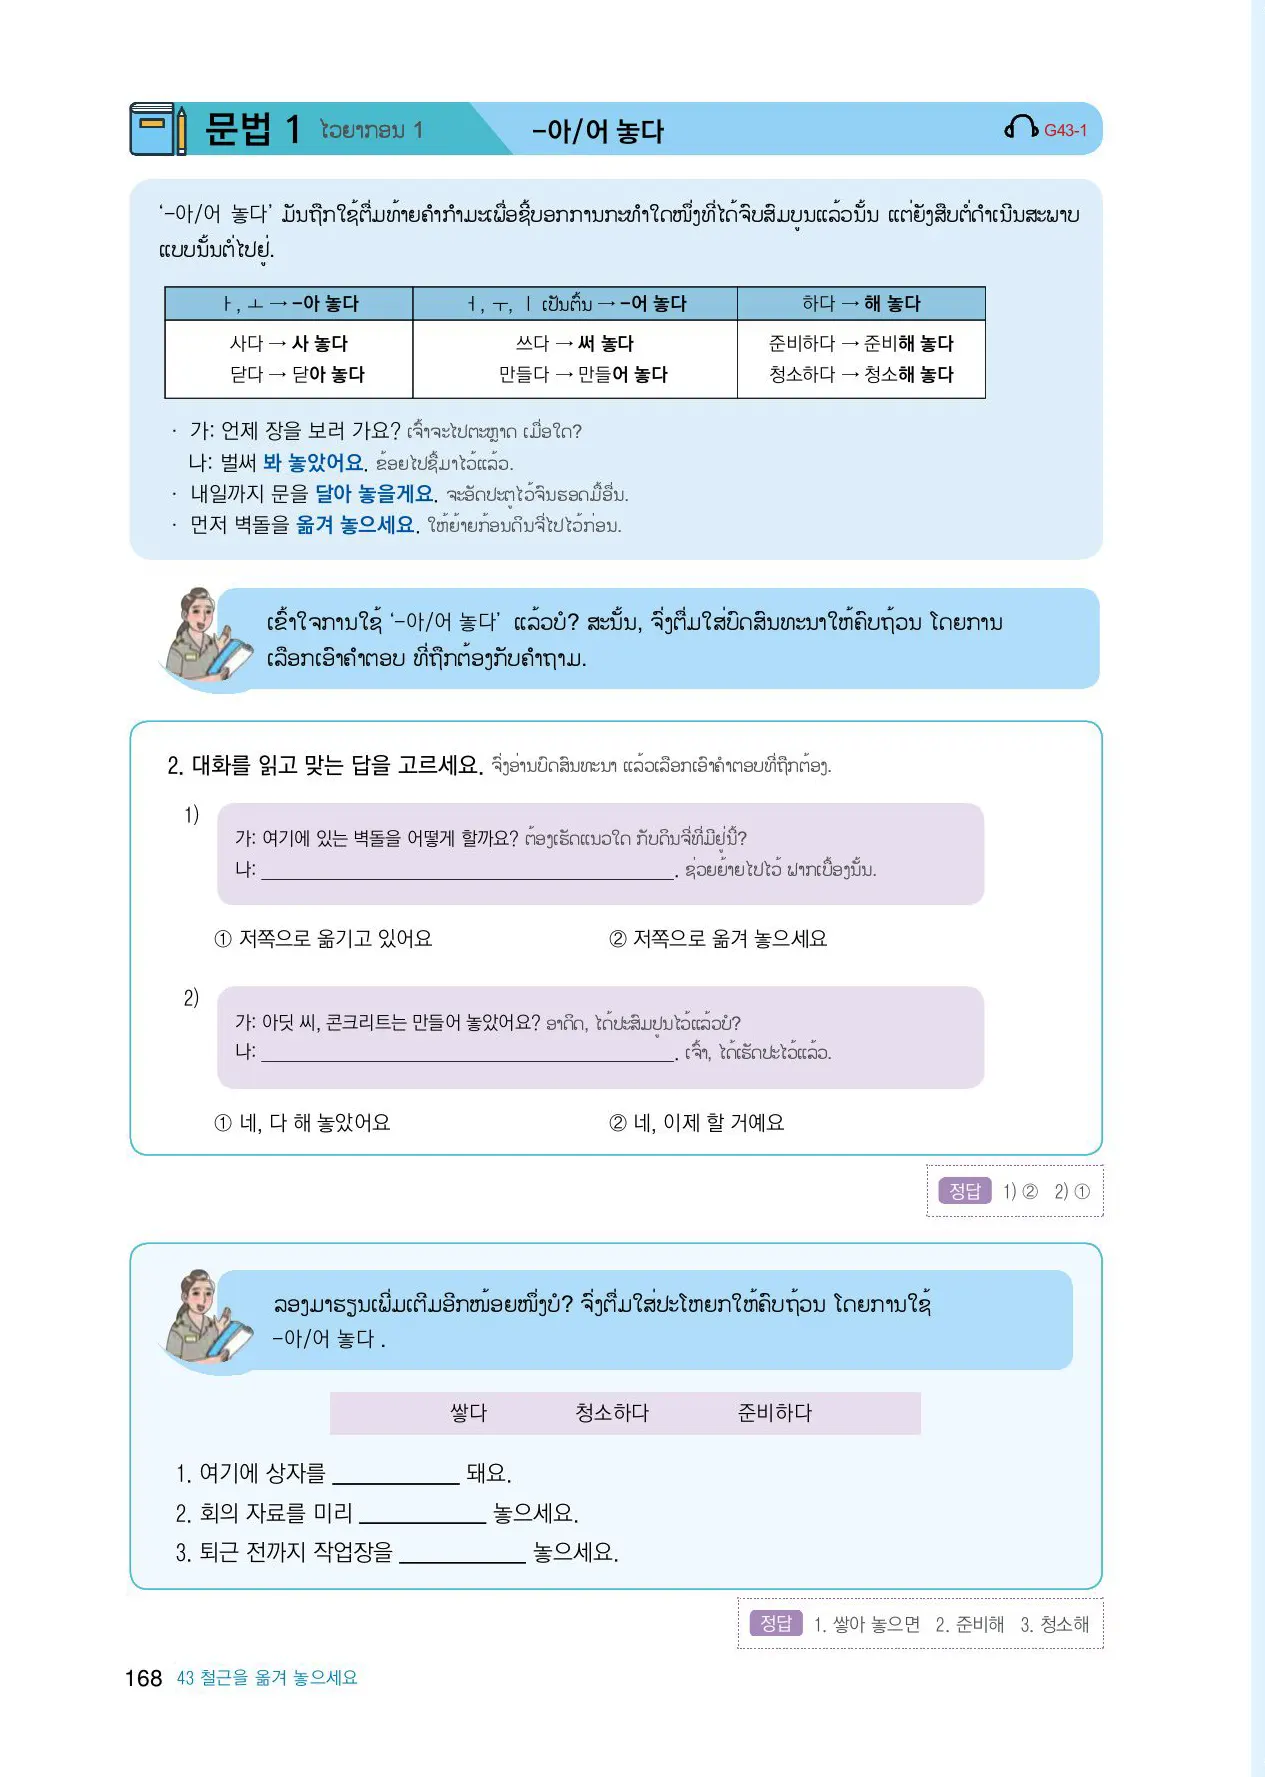 문법 1 ໄວຍາກອນ 1 -아/어 놓다 G43-1
‘-아/어 놓다’ ມັນຖືກໃຊ້ຕື່ມທ້າຍຄຳກຳມະເພື່ອຊີ້ບອກການກະທຳໃດໜຶ່ງທີ່ໄດ້ຈົບສົມບູນແລ້ວນັ້ນ ແຕ່ຍັງສືບຕໍ່ດຳເນີນສະພາບ
ແບບນັ້ນຕໍ່ໄປຢູ່.
ㅏ, ㅗ → -아 놓다 ㅓ, ㅜ, ㅣ ເປັນຕົ້ນ → -어 놓다 하다 → 해 놓다
사다 → 사 놓다 쓰다 → 써 놓다 준비하다 → 준비해 놓다
닫다 → 닫아 놓다 만들다 → 만들어 놓다 청소하다 → 청소해 놓다
· 가: 언제 장을 보러 가요? ເຈົ້າຈະໄປຕະຫຼາດ ເມື່ອໃດ?
나: 벌써 봐 놓았어요. ຂ້ອຍໄປຊື້ມາໄວ້ແລ້ວ.
· 내일까지 문을 달아 놓을게요. ຈະອັດປະຕູໄວ້ຈົນຮອດມື້ອື່ນ.
· 먼저 벽돌을 옮겨 놓으세요. ໃຫ້ຍ້າຍກ້ອນດິນຈີ່ໄປໄວ້ກ່ອນ.
ເຂົ້າໃຈການໃຊ້ ‘-아/어 놓다’ ແລ້ວບໍ? ສະນັ້ນ, ຈົ່ງຕື່ມໃສ່ບົດສົນທະນາໃຫ້ຄົບຖ້ວນ ໂດຍການ
ເລືອກເອົາຄຳຕອບ ທີ່ຖືກຕ້ອງກັບຄຳຖາມ.
2. 대화를 읽고 맞는 답을 고르세요. ຈົ່ງອ່ານບົດສົນທະນາ ແລ້ວເລືອກເອົາຄຳຕອບທີ່ຖືກຕ້ອງ.
1)
가: 여기에 있는 벽돌을 어떻게 할까요? ຕ້ອງເຮັດແນວໃດ ກັບດິນຈີ່ທີ່ມີຢູ່ນີ້?
나: ____________________. ຊ່ວຍຍ້າຍໄປໄວ້ ຟາກເບື້ອງນັ້ນ.
① 저쪽으로 옮기고 있어요 ② 저쪽으로 옮겨 놓으세요
2)
가: 아딧 씨, 콘크리트는 만들어 놓았어요? ອາດິດ, ໄດ້ປະສົມປູນໄວ້ແລ້ວບໍ?
나: ____________________. ເຈົ້າ, ໄດ້ເຮັດປະໄວ້ແລ້ວ.
① 네, 다 해 놓았어요 ② 네, 이제 할 거예요
정답 1) ② 2) ①
ລອງມາຮຽນເພີ່ມເຕີມອີກໜ້ອຍໜຶ່ງບໍ? ຈົ່ງຕື່ມໃສ່ປະໂຫຍກໃຫ້ຄົບຖ້ວນ ໂດຍການໃຊ້
-아/어 놓다 .
쌓다 청소하다 준비하다
1. 여기에 상자를 __________ 돼요.
2. 회의 자료를 미리 __________ 놓으세요.
3. 퇴근 전까지 작업장을 __________ 놓으세요.
정답 1. 쌓아 놓으면 2. 준비해 3. 청소해
168 43 철근을 옮겨 놓으세요